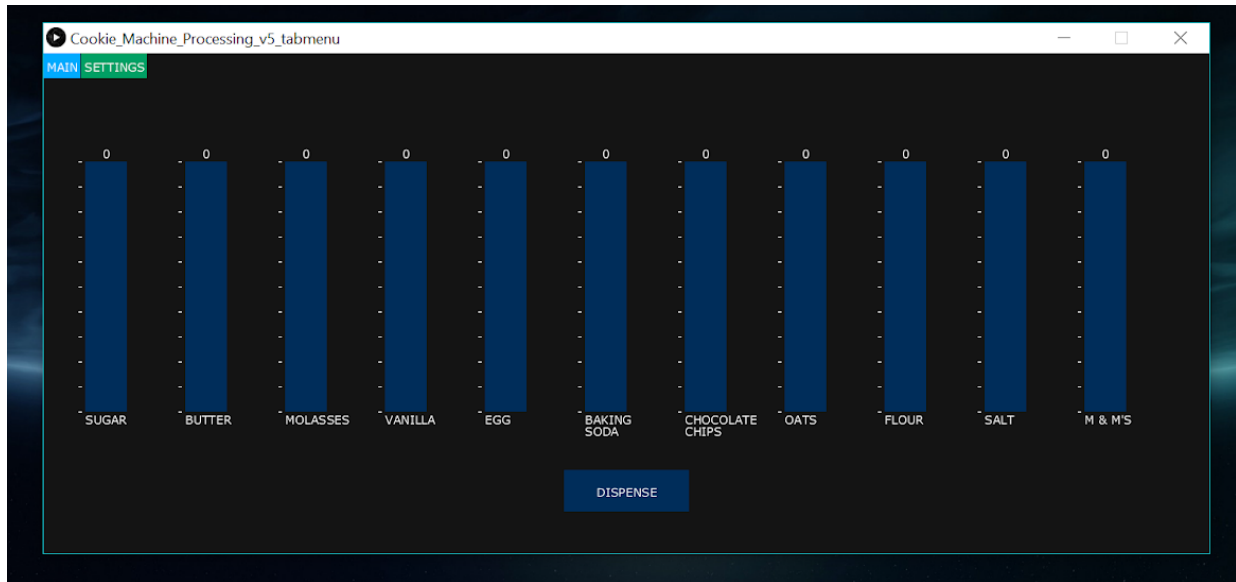 Cookie_Machine_Processing_v5_tabmenu
MAIN SETTINGS
0 0 0 0 0 0 0 0 0 0 0
SUGAR BUTTER MOLASSES VANILLA EGG BAKING SODA CHOCOLATE CHIPS OATS FLOUR SALT M & M'S
DISPENSE